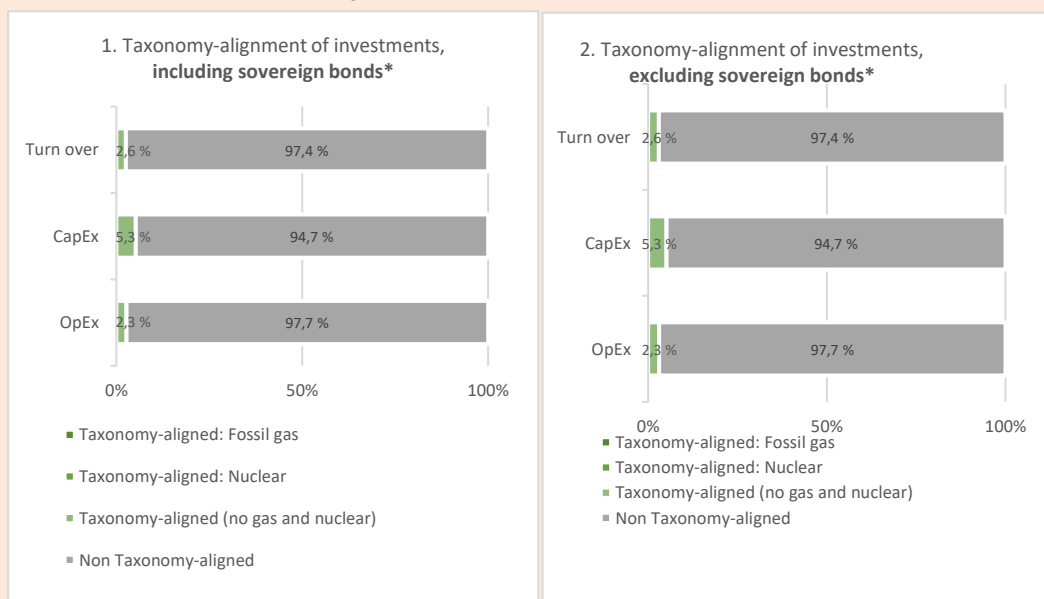 1. Taxonomy-alignment of investments,
including sovereign bonds*
Turn over
2,6 %
97,4 %
CapEx
5,3 %
94,7 %
OpEx
2,3 %
97,7 %
0%
50%
100%
Taxonomy-aligned: Fossil gas
Taxonomy-aligned: Nuclear
Taxonomy-aligned (no gas and nuclear)
Non Taxonomy-aligned
2. Taxonomy-alignment of investments,
excluding sovereign bonds*
Turn over
2,6 %
97,4 %
CapEx
5,3 %
94,7 %
OpEx
2,3 %
97,7 %
0%
50%
100%
Taxonomy-aligned: Fossil gas
Taxonomy-aligned: Nuclear
Taxonomy-aligned (no gas and nuclear)
Non Taxonomy-aligned